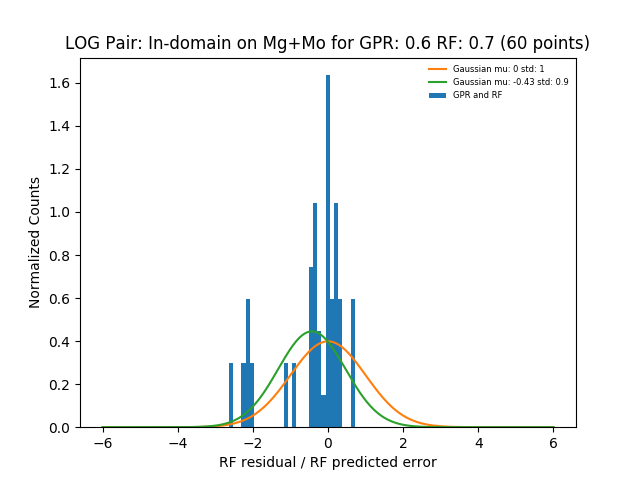 LOG Pair: In-domain on Mg+Mo for GPR: 0.6 RF: 0.7 (60 points)
Gaussian mu: 0 std: 1
Gaussian mu: -0.43 std: 0.9
GPR and RF
Normalized Counts
1.6
1.4
1.2
1.0
0.8
0.6
0.4
0.2
0.0
−6 −4 −2 0 2 4 6
RF residual / RF predicted error